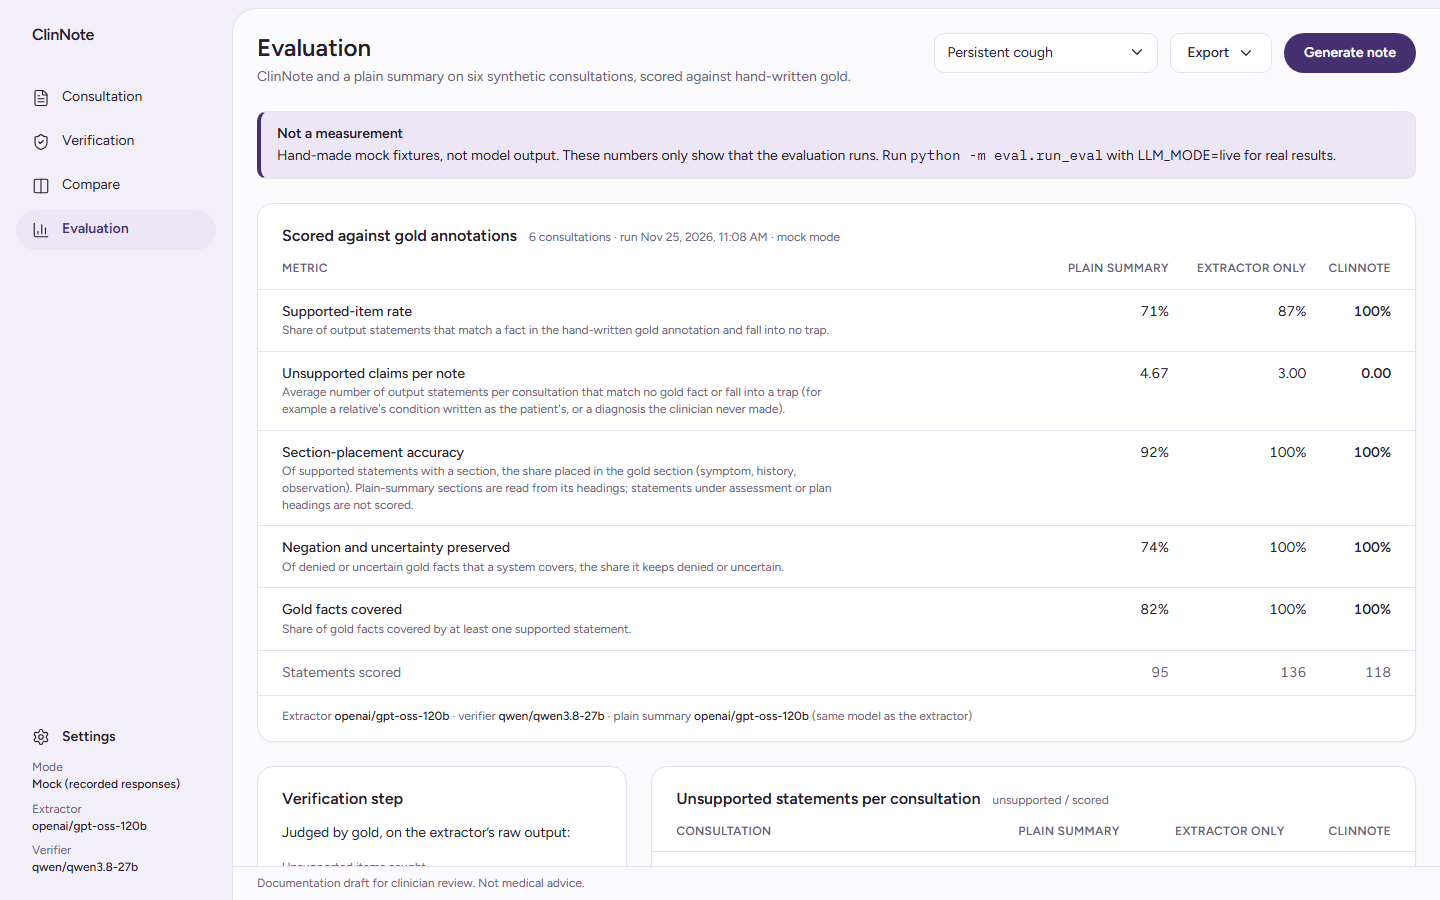 ClinNote
Consultation
Verification
Compare
Evaluation
Settings
Mode
Mock (recorded responses)
Extractor
openai/gpt-oss-120b
Verifier
qwen/qwen3.8-27b
Evaluation
ClinNote and a plain summary on six synthetic consultations, scored against hand-written gold.
Persistent cough
Export
Generate note
Not a measurement
Hand-made mock fixtures, not model output. These numbers only show that the evaluation runs. Run python -m eval.run_eval with LLM_MODE=live for real results.
Scored against gold annotations 6 consultations · run Nov 25, 2026, 11:08 AM · mock mode
METRIC PLAIN SUMMARY EXTRACTOR ONLY CLINNOTE
Supported-item rate 71% 87% 100%
Share of output statements that match a fact in the hand-written gold annotation and fall into no trap.
Unsupported claims per note 4.67 3.00 0.00
Average number of output statements per consultation that match no gold fact or fall into a trap (for
example a relative's condition written as the patient's, or a diagnosis the clinician never made).
Section-placement accuracy 92% 100% 100%
Of supported statements with a section, the share placed in the gold section (symptom, history,
observation). Plain-summary sections are read from its headings; statements under assessment or plan
headings are not scored.
Negation and uncertainty preserved 74% 100% 100%
Of denied or uncertain gold facts that a system covers, the share it keeps denied or uncertain.
Gold facts covered 82% 100% 100%
Share of gold facts covered by at least one supported statement.
Statements scored 95 136 118
Extractor openai/gpt-oss-120b · verifier qwen/qwen3.8-27b · plain summary openai/gpt-oss-120b (same model as the extractor)
Verification step
Judged by gold, on the extractor's raw output:
Unsupported items caught
Unsupported statements per consultation unsupported / scored
CONSULTATION PLAIN SUMMARY EXTRACTOR ONLY CLINNOTE
Documentation draft for clinician review. Not medical advice.